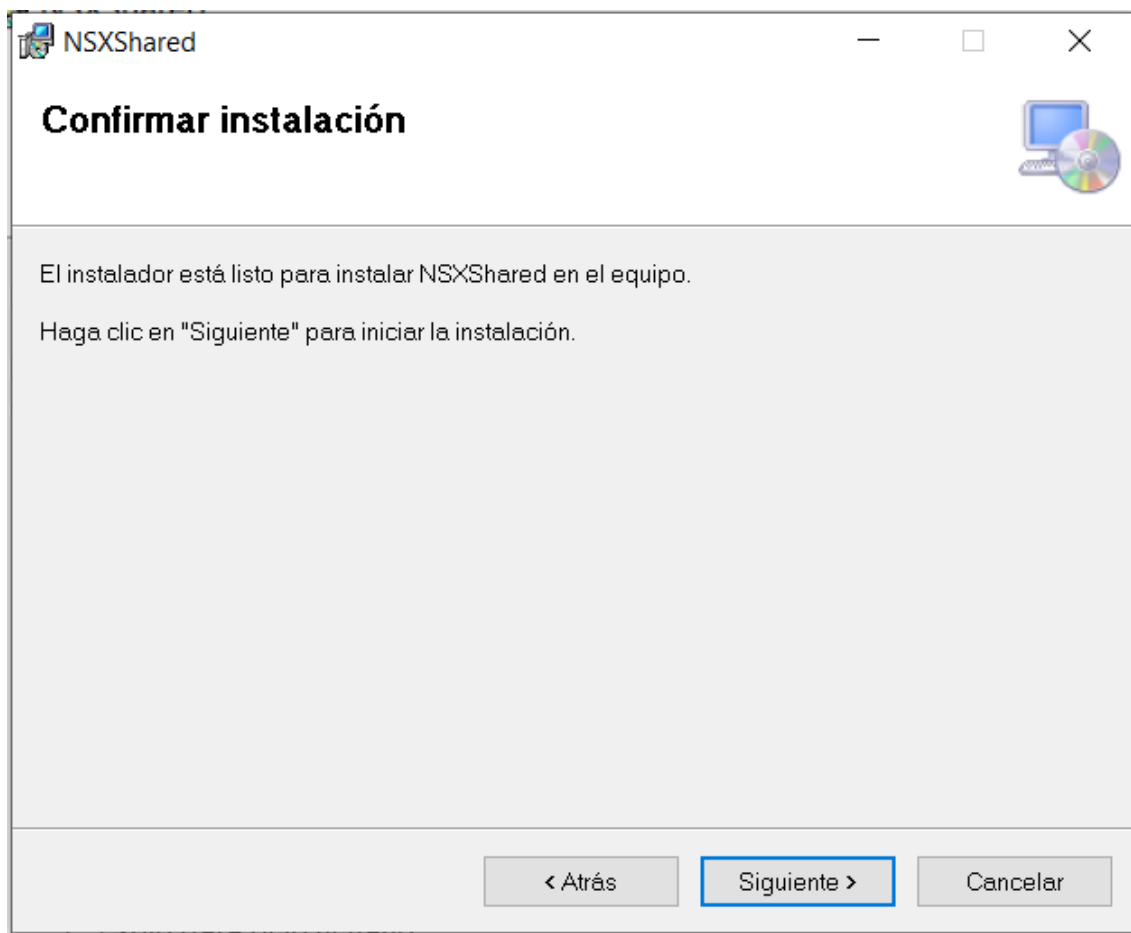 NSXShared
Confirmar instalación
El instalador está listo para instalar NSXShared en el equipo.
Haga clic en "Siguiente" para iniciar la instalación.
< Atrás
Siguiente >
Cancelar